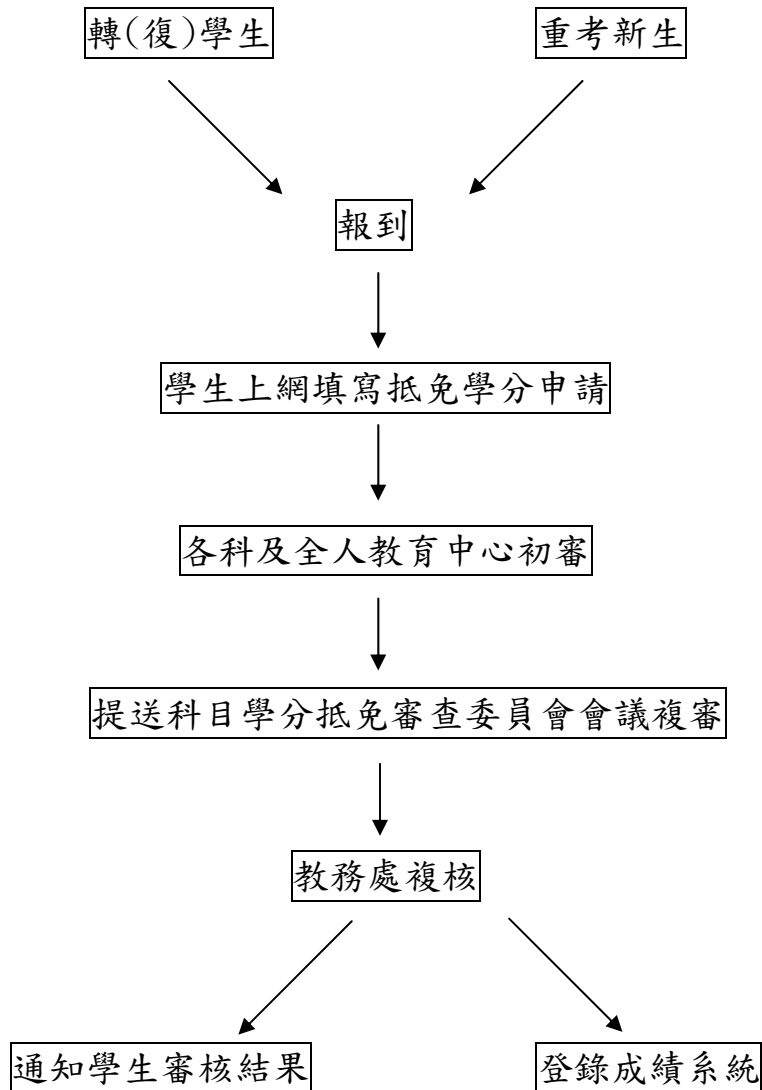 轉(復)學生
重考新生
報到
學生上網填寫抵免學分申請
各科及全人教育中心初審
提送科目學分抵免審查委員會會議複審
教務處複核
通知學生審核結果
登錄成績系統